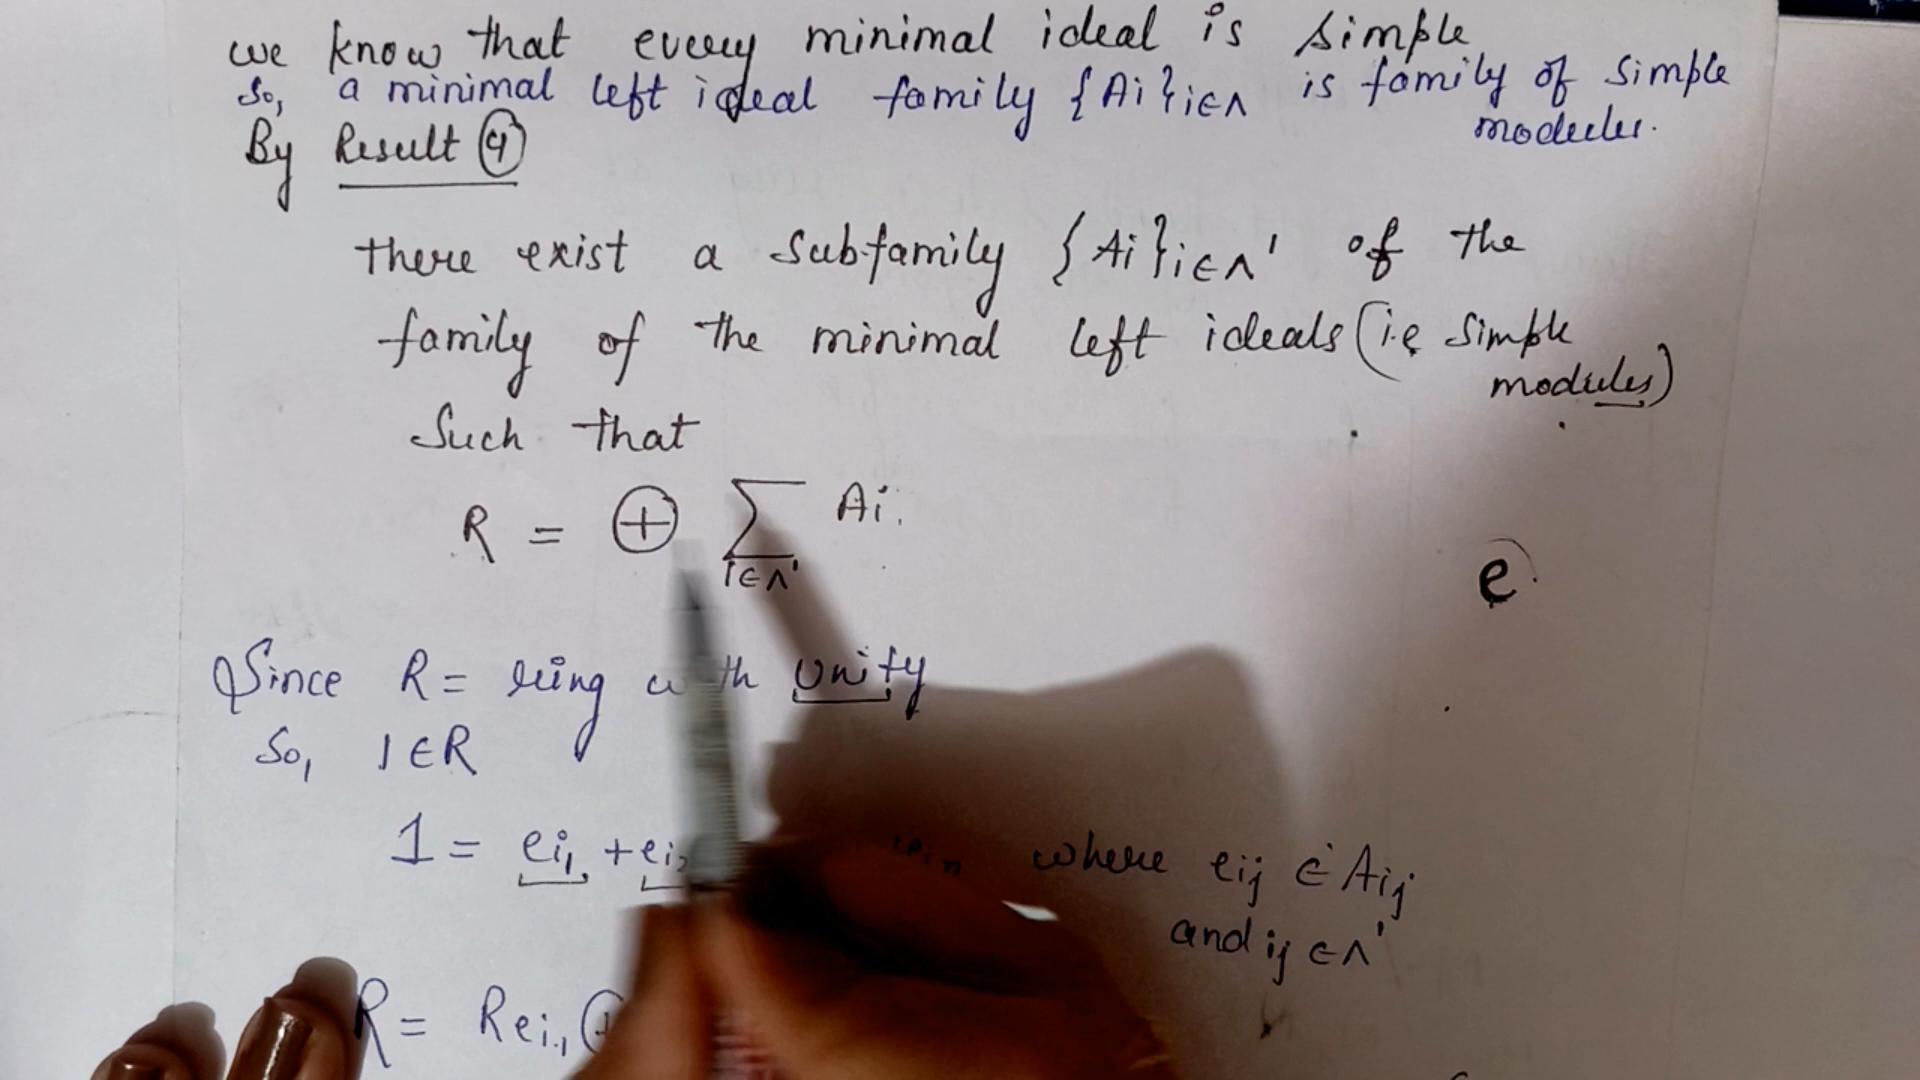 we know that every minimal ideal is simple
So, a minimal left ideal family {Ai}i∈Λ is family of simple modules.
By Result ④
there exist a subfamily {Ai}i∈Λ' of the
family of the minimal left ideals (i.e simple modules)
Such that
R = ⊕ ∑ Ai
i∈Λ'
e
Since R = ring with unity
So, 1∈R
1 = ei₁ + ei₂ where eij ∈ Aij
and ij ∈Λ'
R = Rei₁ ⊕